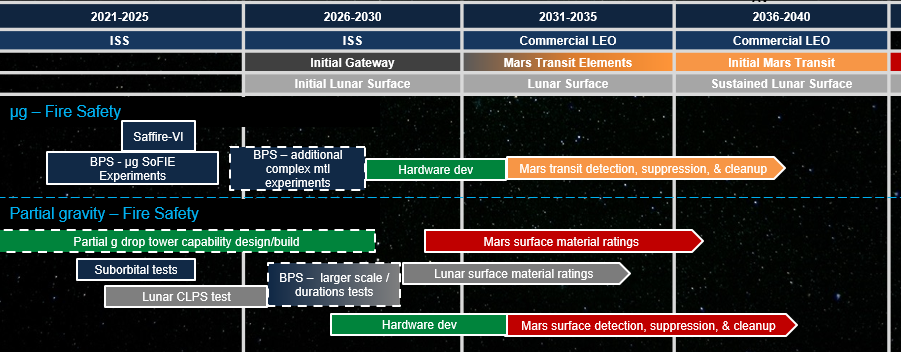 2021-2025
2026-2030
2031-2035
2036-2040
ISS
ISS
Commercial LEO
Commercial LEO
Initial Gateway
Mars Transit Elements
Initial Mars Transit
Initial Lunar Surface
Lunar Surface
Sustained Lunar Surface
µg – Fire Safety
Saffire-VI
BPS - µg SoFIE
Experiments
BPS – additional
complex mtl
experiments
Hardware dev
Mars transit detection, suppression, & cleanup
Partial gravity – Fire Safety
Partial g drop tower capability design/build
Mars surface material ratings
Suborbital tests
Lunar CLPS test
BPS – larger scale /
durations tests
Lunar surface material ratings
Hardware dev
Mars surface detection, suppression, & cleanup